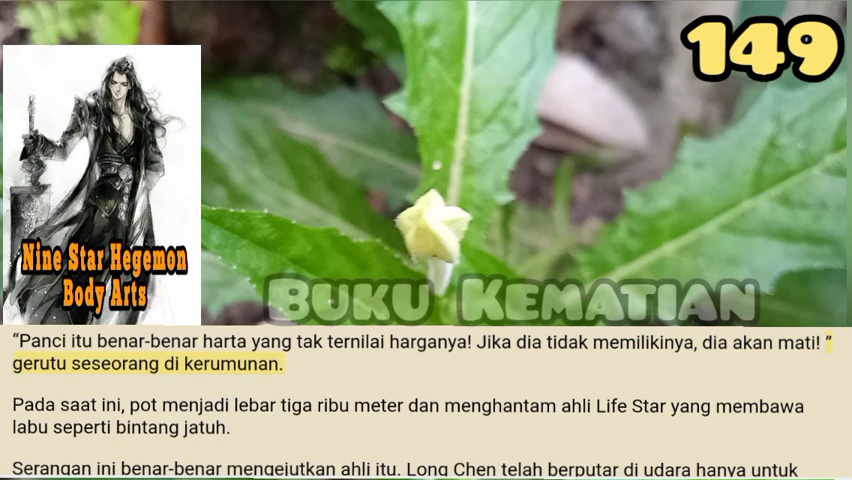 149
Nine Star Hegemon
Body Arts
BUKU KEMATIAN
“Panci itu benar-benar harta yang tak ternilai harganya! Jika dia tidak memilikinya, dia akan mati! ”
gerutu seseorang di kerumunan.
Pada saat ini, pot menjadi lebar tiga ribu meter dan menghantam ahli Life Star yang membawa
labu seperti bintang jatuh.
Serangan ini benar-benar mengejutkan ahli itu. Long Chen telah berputar di udara hanya untuk